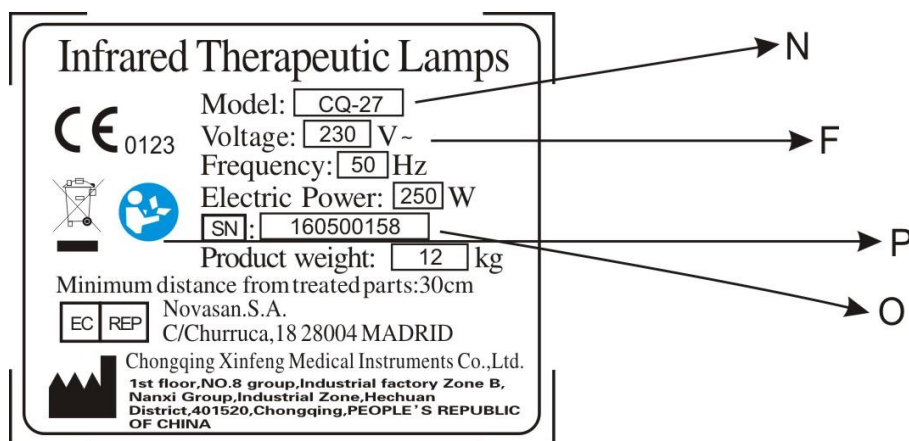 Infrared Therapeutic Lamps
N
Model: CQ-27
CE 0123
Voltage: 230 V~
F
Frequency: 50 Hz
Electric Power: 250 W
SN : 160500158
P
Product weight: 12 kg
O
Minimum distance from treated parts:30cm
EC REP
Novasan.S.A.
C/Churruca,18 28004 MADRID
Chongqing Xinfeng Medical Instruments Co.,Ltd.
1st floor,NO.8 group,Industrial factory Zone B,
Nanxi Group,Industrial Zone,Hechuan
District,401520,Chongqing,PEOPLE'S REPUBLIC
OF CHINA